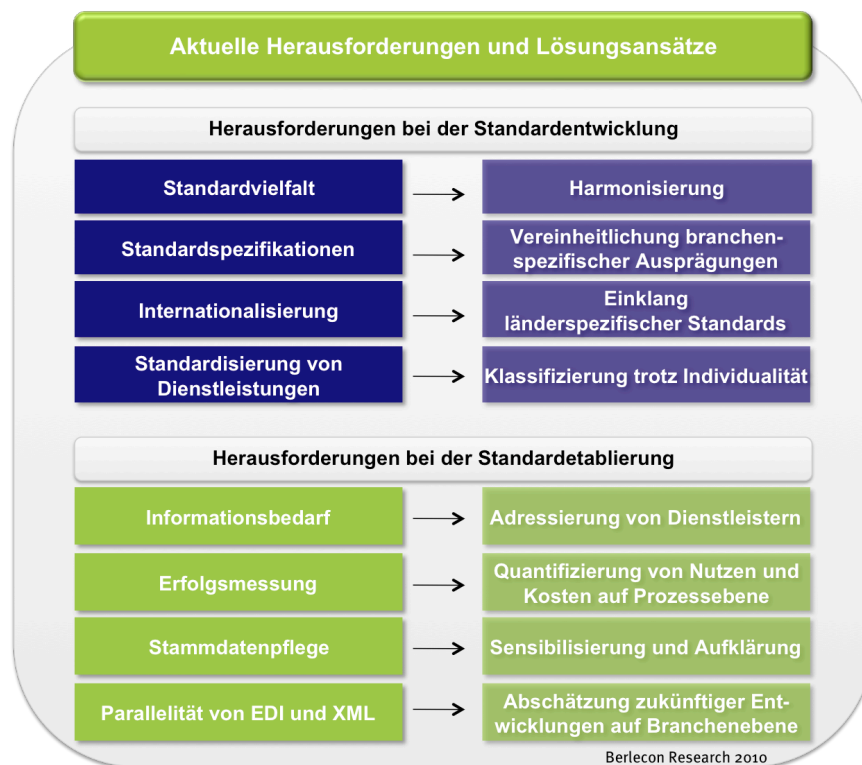 Aktuelle Herausforderungen und Lösungsansätze
Herausforderungen bei der Standardentwicklung
Standardvielfalt
Harmonisierung
Standardspezifikationen
Vereinheitlichung branchen-
spezifischer Ausprägungen
Internationalisierung
Einklang
länderspezifischer Standards
Standardisierung von
Dienstleistungen
Klassifizierung trotz Individualität
Herausforderungen bei der Standardetablierung
Informationsbedarf
Adressierung von Dienstleistern
Erfolgsmessung
Quantifizierung von Nutzen und
Kosten auf Prozessebene
Stammdatenpflege
Sensibilisierung und Aufklärung
Parallelität von EDI und XML
Abschätzung zukünftiger Ent-
wicklungen auf Branchenebene
Berlecon Research 2010